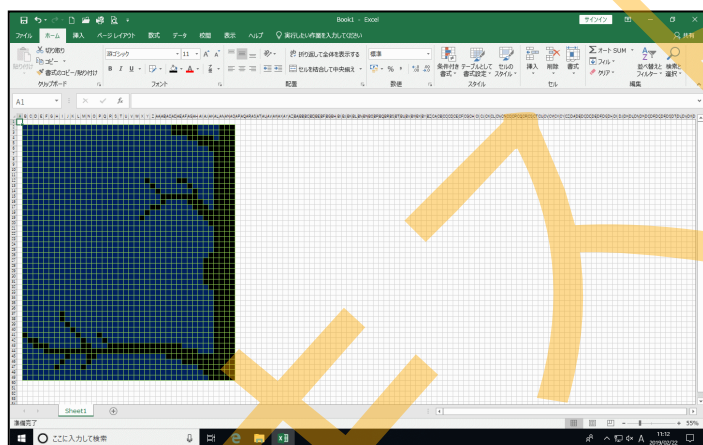 Book1 - Excel
サインイン
ファイル ホーム 挿入 ページレイアウト 数式 データ 校閲 表示 ヘルプ 実行したい作業を入力してください 共有
貼り付け 切り取り コピー 書式のコピー/貼り付け
游ゴシック 11 A A
B I U A
折り返して全体を表示する
セルを結合して中央揃え
標準
%
条件付き書式 テーブルとして書式設定 セルのスタイル
挿入 削除 書式
Σ オート SUM フィル クリア
並べ替えとフィルター 検索と選択
クリップボード フォント 配置 数値 スタイル セル 編集
A1 fx
Sheet1
準備完了 55%
ここに入力して検索
A 11:12
2019/02/22